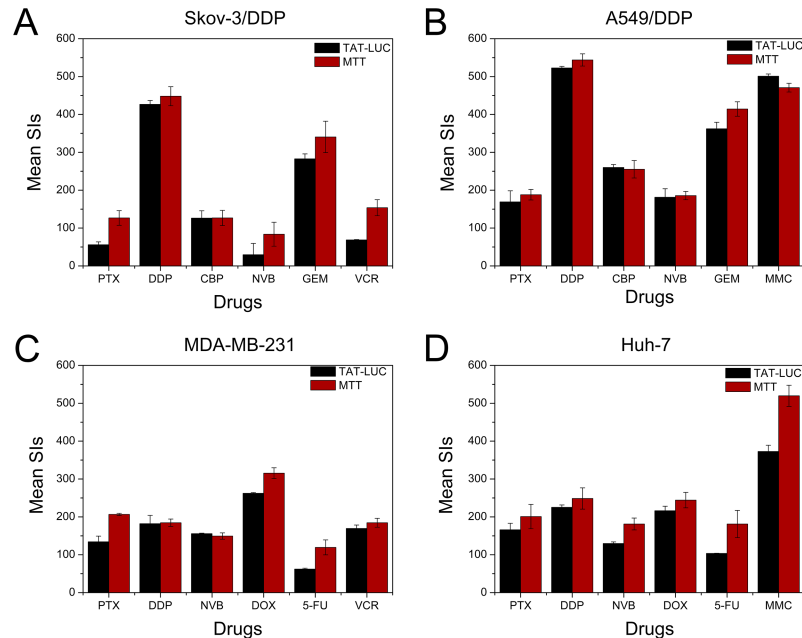 A
Skov-3/DDP
TAT-LUC
MTT
600
500
400
300
200
100
0
Mean SIs
PTX DDP CBP NVB GEM VCR
Drugs
B
A549/DDP
TAT-LUC
MTT
600
500
400
300
200
100
0
Mean SIs
PTX DDP CBP NVB GEM MMC
Drugs
C
MDA-MB-231
TAT-LUC
MTT
600
500
400
300
200
100
0
Mean SIs
PTX DDP NVB DOX 5-FU VCR
Drugs
D
Huh-7
TAT-LUC
MTT
600
500
400
300
200
100
0
Mean SIs
PTX DDP NVB DOX 5-FU MMC
Drugs